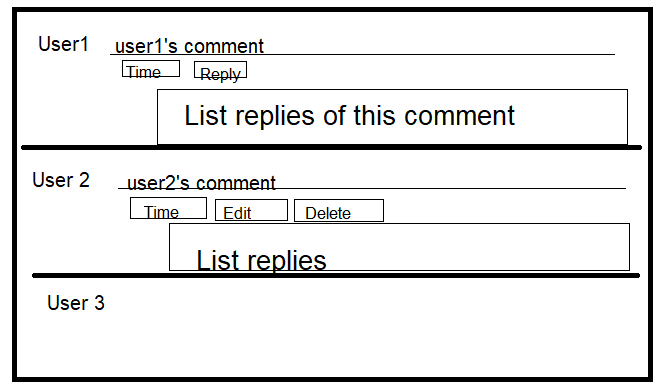 User1 user1's comment
Time Reply
List replies of this comment
User 2 user2's comment
Time Edit Delete
List replies
User 3